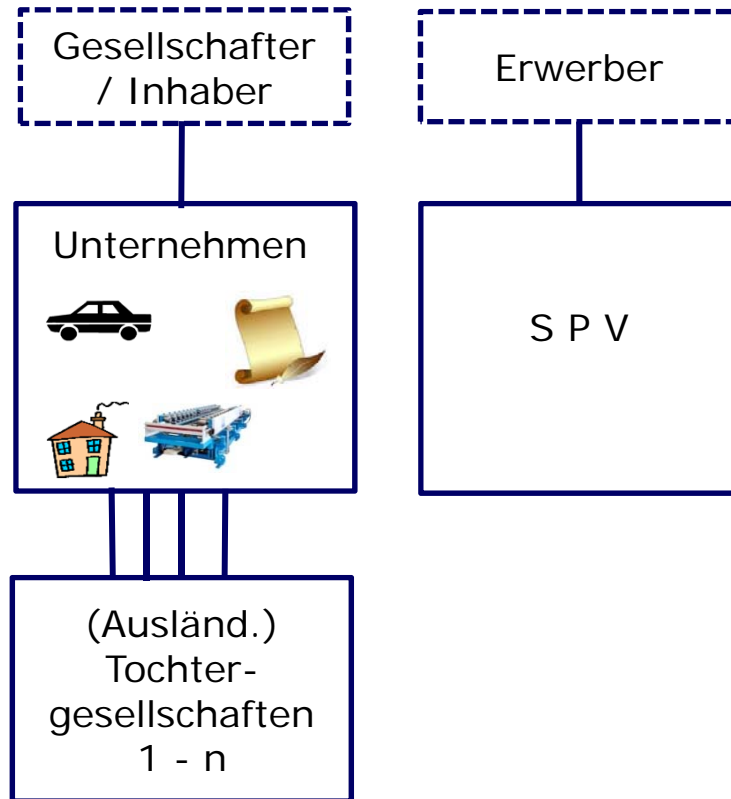 Gesellschafter
/ Inhaber
Erwerber
Unternehmen
S P V
(Ausländ.)
Tochter-
gesellschaften
1 - n